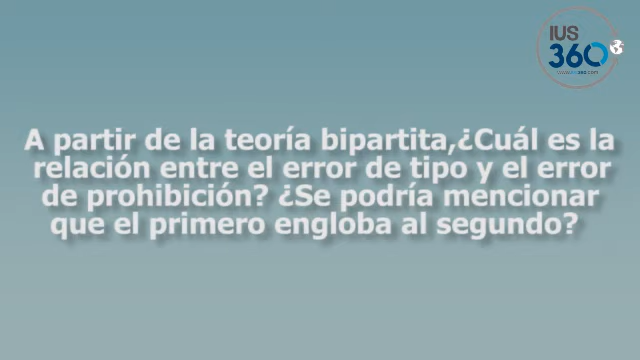 IUS
360
A partir de la teoría bipartita,¿Cuál es la
relación entre el error de tipo y el error
de prohibición? ¿Se podría mencionar
que el primero engloba al segundo?